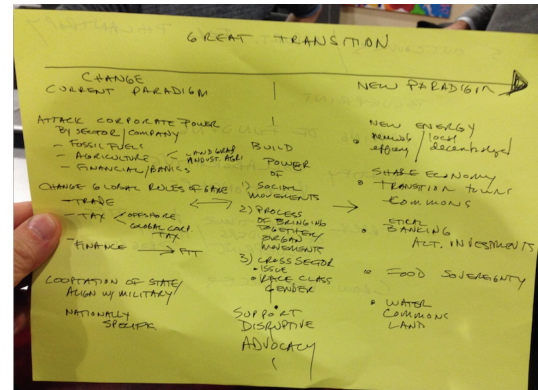 GREAT TRANSITION
CHANGE
CURRENT PARADIGM
ATTACK CORPORATE POWER
BY SECTOR/COMPANY
- FOSSIL FUELS
- AGRICULTURE < LAND GRAB
INDUST. AGRI
- FINANCIAL/BANKS
CHANGE GLOBAL RULES OF GAME
- TRADE
- TAX < OFFSHORE
GLOBAL CARB.
TAX
- FINANCE → FTT
COOPTATION OF STATE/
ALIGN W/ MILITARY
NATIONALLY
SPECIFIC
BUILD
POWER
OF
1) SOCIAL
MOVEMENTS
2) PROCESS
OF BRINGING
TOGETHER/
MOVEMENTS
3) CROSS SECTOR
• ISSUE
• RACE CLASS
GENDER
SUPPORT
DISRUPTIVE
ADVOCACY
NEW PARADIGM
NEW ENERGY
• / local
efficiency / decentralized
• SHARE ECONOMY
TRANSITION TOWNS
COMMONS
• ETICAL
BANKING
ALT. INVESTMENTS
• FOOD SOVEREIGNTY
• WATER
COMMONS
LAND